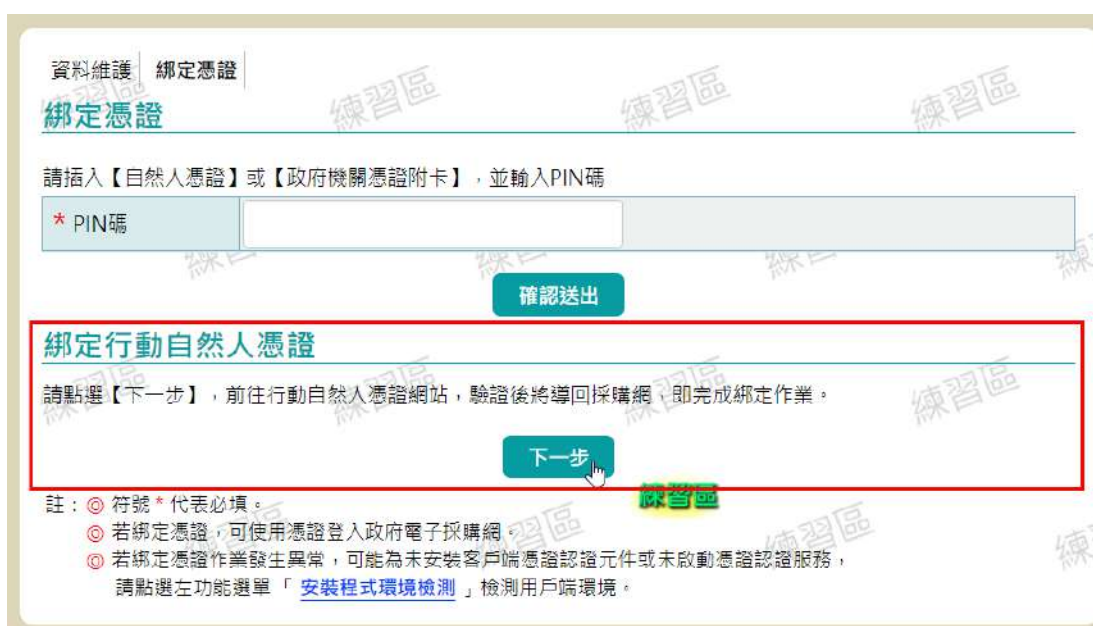 資料維護 綁定憑證
綁定憑證
請插入【自然人憑證】或【政府機關憑證附卡】，並輸入PIN碼
* PIN碼
確認送出
綁定行動自然人憑證
請點選【下一步】，前往行動自然人憑證網站，驗證後將導回採購網，即完成綁定作業。
下一步
練習區
註：◎ 符號 * 代表必填。
◎ 若綁定憑證，可使用憑證登入政府電子採購網。
◎ 若綁定憑證作業發生異常，可能為未安裝客戶端憑證認證元件或未啟動憑證認證服務，
請點選左功能選單「 安裝程式環境檢測 」檢測用戶端環境。